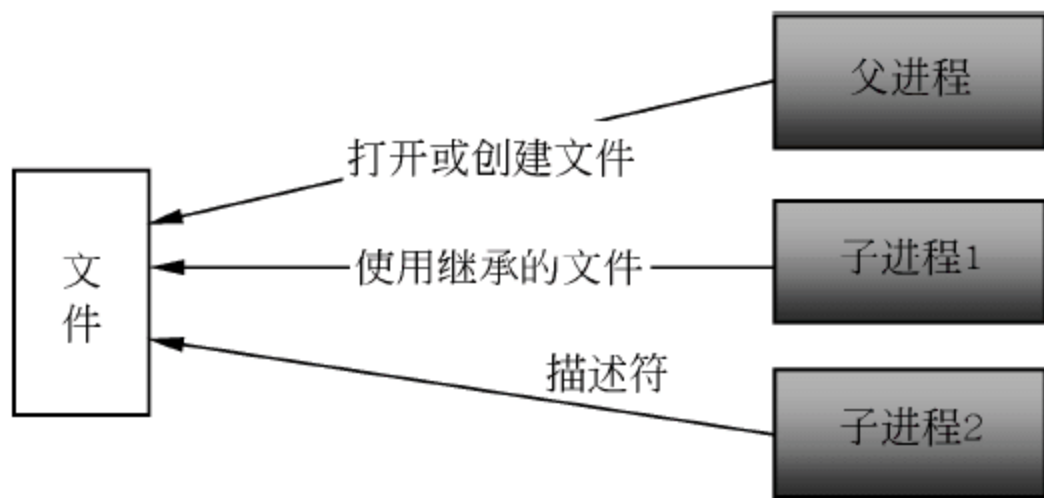 父进程
打开或创建文件
文
件
使用继承的文件
子进程1
描述符
子进程2